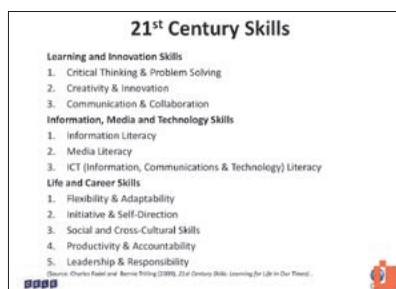 21st Century Skills
Learning and Innovation Skills
1. Critical Thinking & Problem Solving
2. Creativity & Innovation
3. Communication & Collaboration
Information, Media and Technology Skills
1. Information Literacy
2. Media Literacy
3. ICT (Information, Communications & Technology) Literacy
Life and Career Skills
1. Flexibility & Adaptability
2. Initiative & Self-Direction
3. Social and Cross-Cultural Skills
4. Productivity & Accountability
5. Leadership & Responsibility
(Source: Charles Fadel and Bernie Trilling (2009), 21st Century Skills: Learning for Life in Our Times).